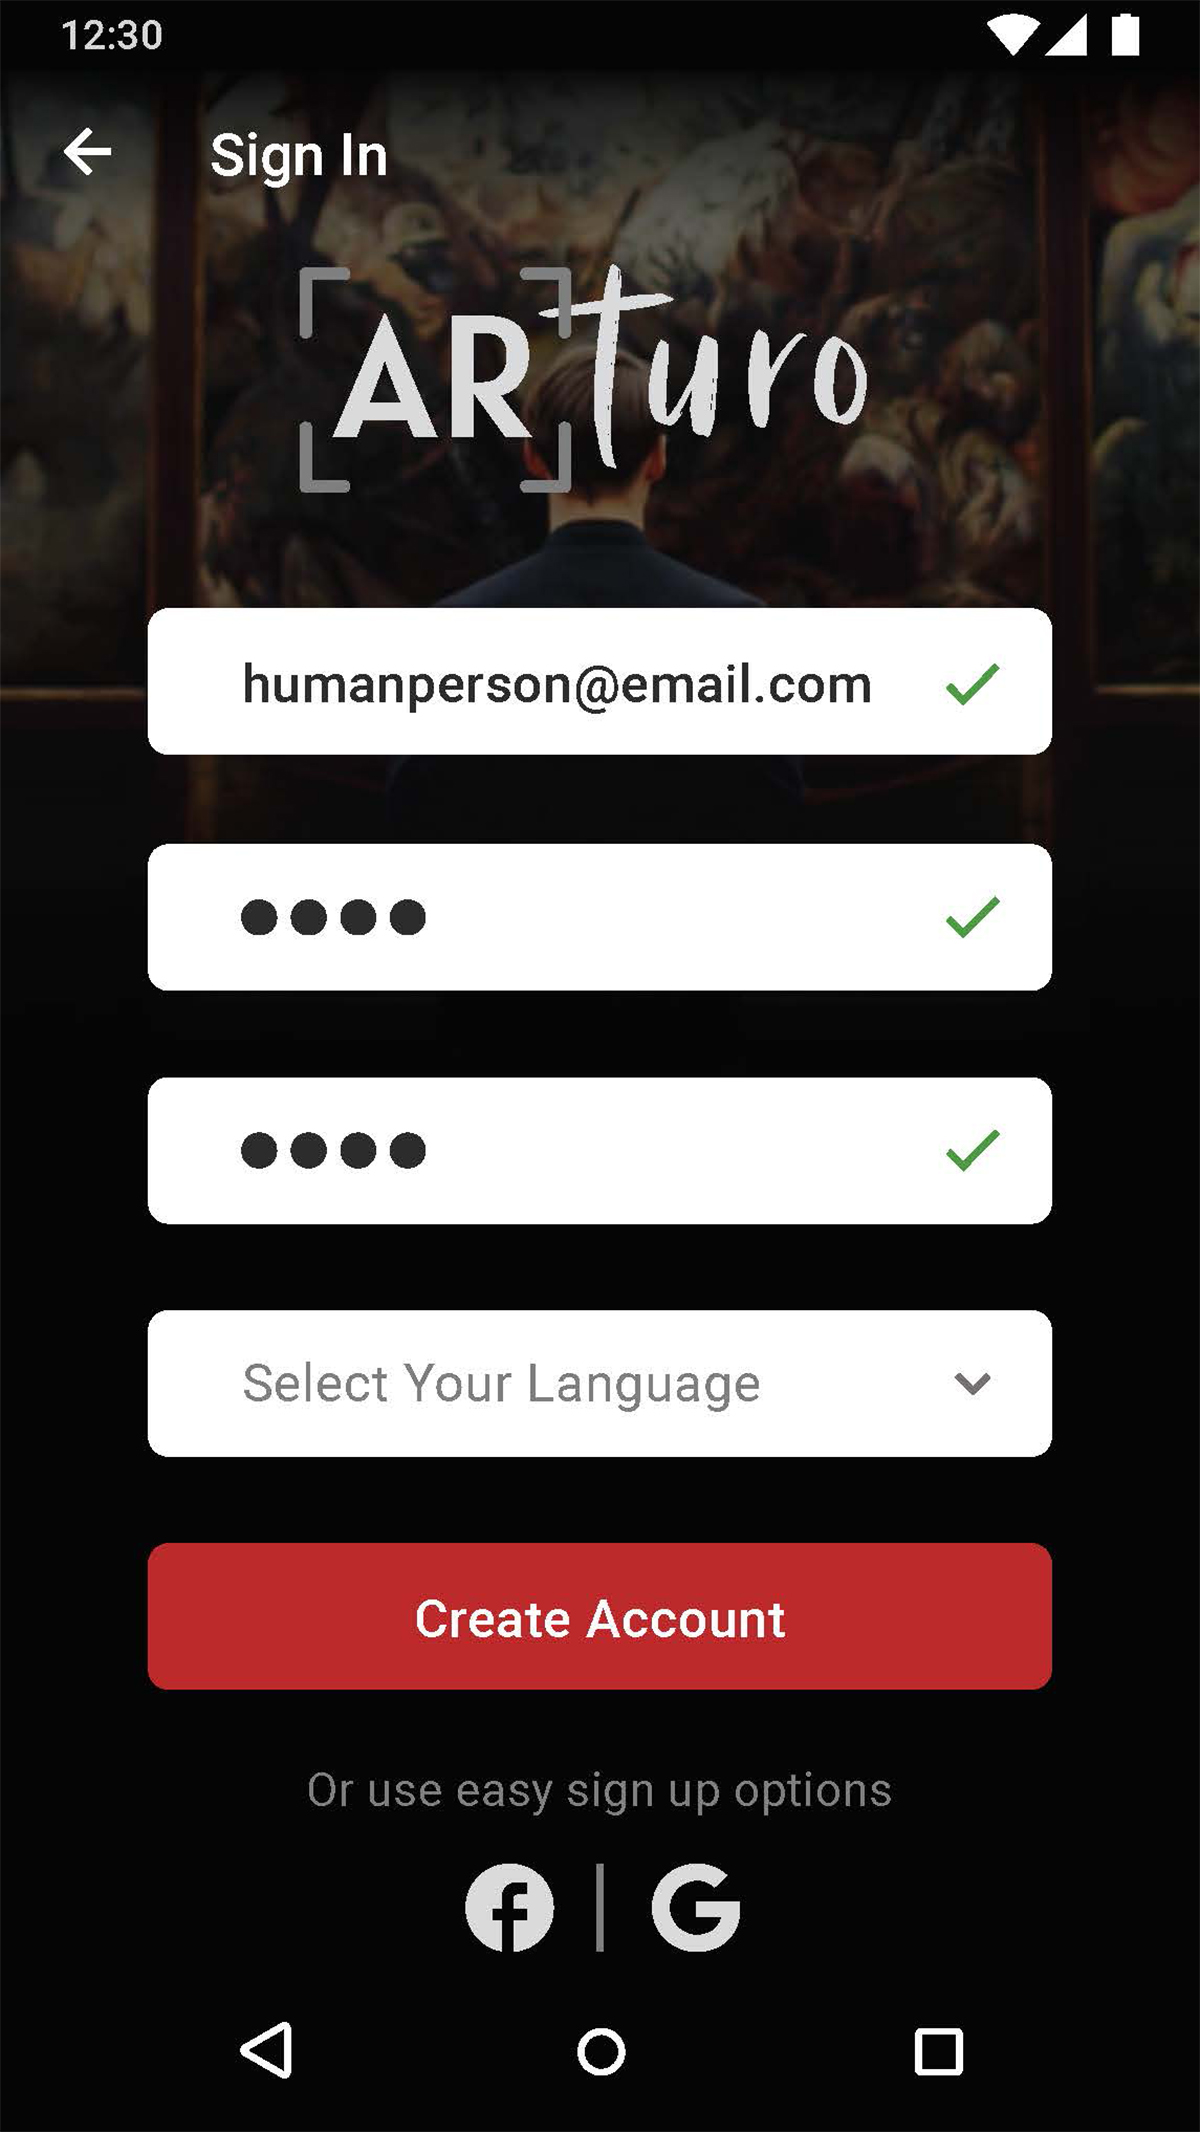 12:30
Sign In
ARTuro
humanperson@email.com
●●●●
●●●●
Select Your Language
Create Account
Or use easy sign up options